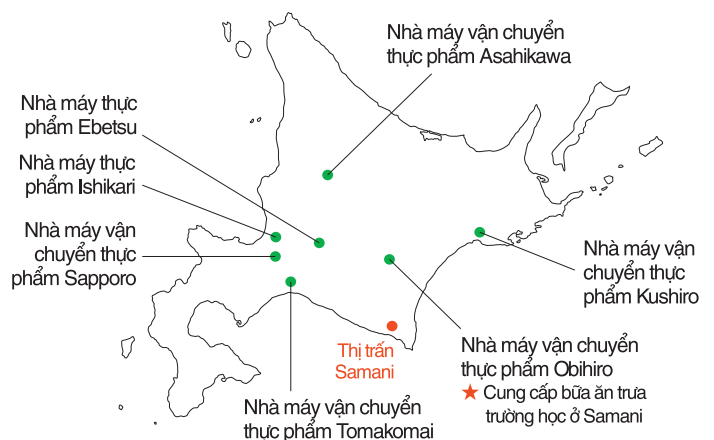 Nhà máy vận chuyển
thực phẩm Asahikawa
Nhà máy thực
phẩm Ebetsu
Nhà máy thực
phẩm Ishikari
Nhà máy vận
chuyển thực
phẩm Sapporo
Nhà máy vận
chuyển thực
phẩm Kushiro
Thị trấn
Samani
Nhà máy vận chuyển
thực phẩm Obihiro
★ Cung cấp bữa ăn trưa
trường học ở Samani
Nhà máy vận chuyển
thực phẩm Tomakomai